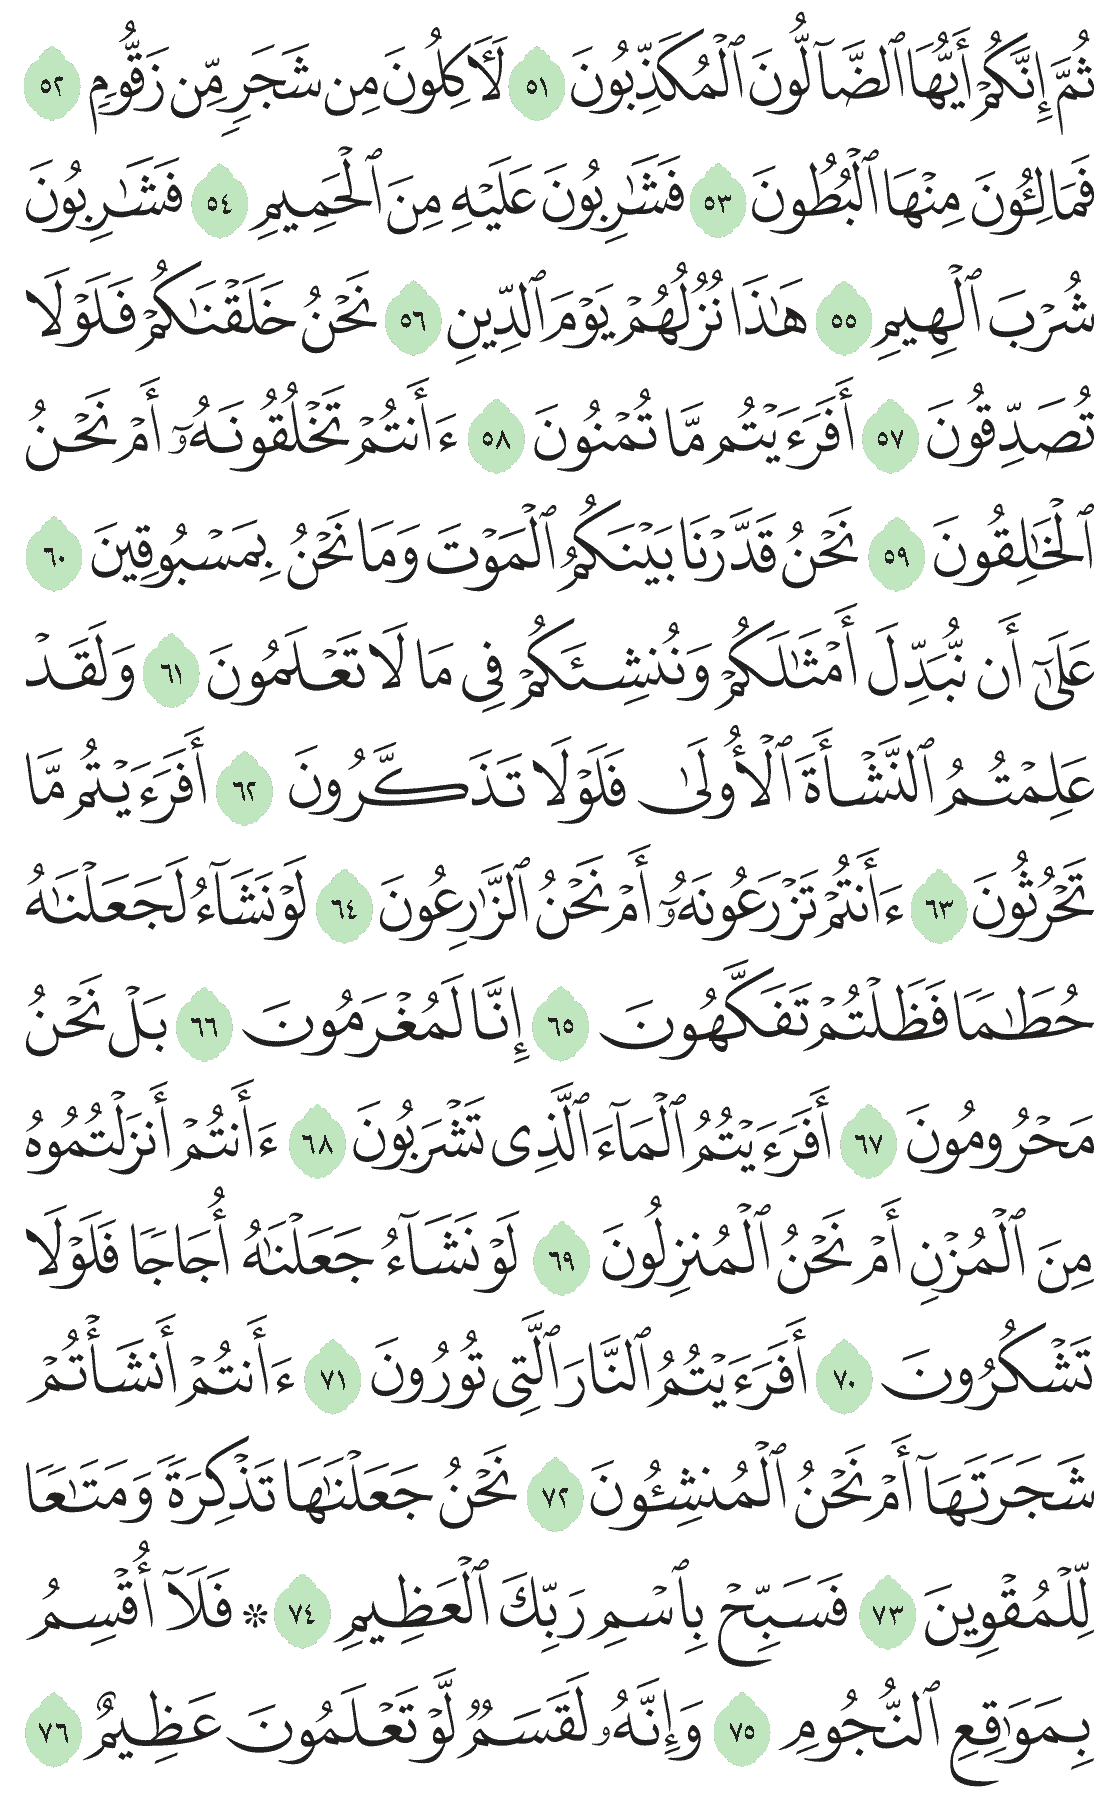 ثُمَّ إِنَّكُمْ أَيُّهَا ٱلضَّآلُّونَ ٱلْمُكَذِّبُونَ ٥١ لَأٓكِلُونَ مِن شَجَرٍۢ مِّن زَقُّومٍۢ ٥٢
فَمَالِـُٔونَ مِنْهَا ٱلْبُطُونَ ٥٣ فَشَـٰرِبُونَ عَلَيْهِ مِنَ ٱلْحَمِيمِ ٥٤ فَشَـٰرِبُونَ
شُرْبَ ٱلْهِيمِ ٥٥ هَـٰذَا نُزُلُهُمْ يَوْمَ ٱلدِّينِ ٥٦ نَحْنُ خَلَقْنَـٰكُمْ فَلَوْلَا
تُصَدِّقُونَ ٥٧ أَفَرَءَيْتُم مَّا تُمْنُونَ ٥٨ ءَأَنتُمْ تَخْلُقُونَهُۥٓ أَمْ نَحْنُ
ٱلْخَـٰلِقُونَ ٥٩ نَحْنُ قَدَّرْنَا بَيْنَكُمُ ٱلْمَوْتَ وَمَا نَحْنُ بِمَسْبُوقِينَ ٦٠
عَلَىٰٓ أَن نُّبَدِّلَ أَمْثَـٰلَكُمْ وَنُنشِئَكُمْ فِى مَا لَا تَعْلَمُونَ ٦١ وَلَقَدْ
عَلِمْتُمُ ٱلنَّشْأَةَ ٱلْأُولَىٰ فَلَوْلَا تَذَكَّرُونَ ٦٢ أَفَرَءَيْتُم مَّا
تَحْرُثُونَ ٦٣ ءَأَنتُمْ تَزْرَعُونَهُۥٓ أَمْ نَحْنُ ٱلزَّٰرِعُونَ ٦٤ لَوْ نَشَآءُ لَجَعَلْنَـٰهُ
حُطَـٰمًا فَظَلْتُمْ تَفَكَّهُونَ ٦٥ إِنَّا لَمُغْرَمُونَ ٦٦ بَلْ نَحْنُ
مَحْرُومُونَ ٦٧ أَفَرَءَيْتُمُ ٱلْمَآءَ ٱلَّذِى تَشْرَبُونَ ٦٨ ءَأَنتُمْ أَنزَلْتُمُوهُ
مِنَ ٱلْمُزْنِ أَمْ نَحْنُ ٱلْمُنزِلُونَ ٦٩ لَوْ نَشَآءُ جَعَلْنَـٰهُ أُجَاجًا فَلَوْلَا
تَشْكُرُونَ ٧٠ أَفَرَءَيْتُمُ ٱلنَّارَ ٱلَّتِى تُورُونَ ٧١ ءَأَنتُمْ أَنشَأْتُمْ
شَجَرَتَهَآ أَمْ نَحْنُ ٱلْمُنشِـُٔونَ ٧٢ نَحْنُ جَعَلْنَـٰهَا تَذْكِرَةً وَمَتَـٰعًا
لِّلْمُقْوِينَ ٧٣ فَسَبِّحْ بِٱسْمِ رَبِّكَ ٱلْعَظِيمِ ٧٤ ۞ فَلَآ أُقْسِمُ
بِمَوَٰقِعِ ٱلنُّجُومِ ٧٥ وَإِنَّهُۥ لَقَسَمٌ لَّوْ تَعْلَمُونَ عَظِيمٌ ٧٦